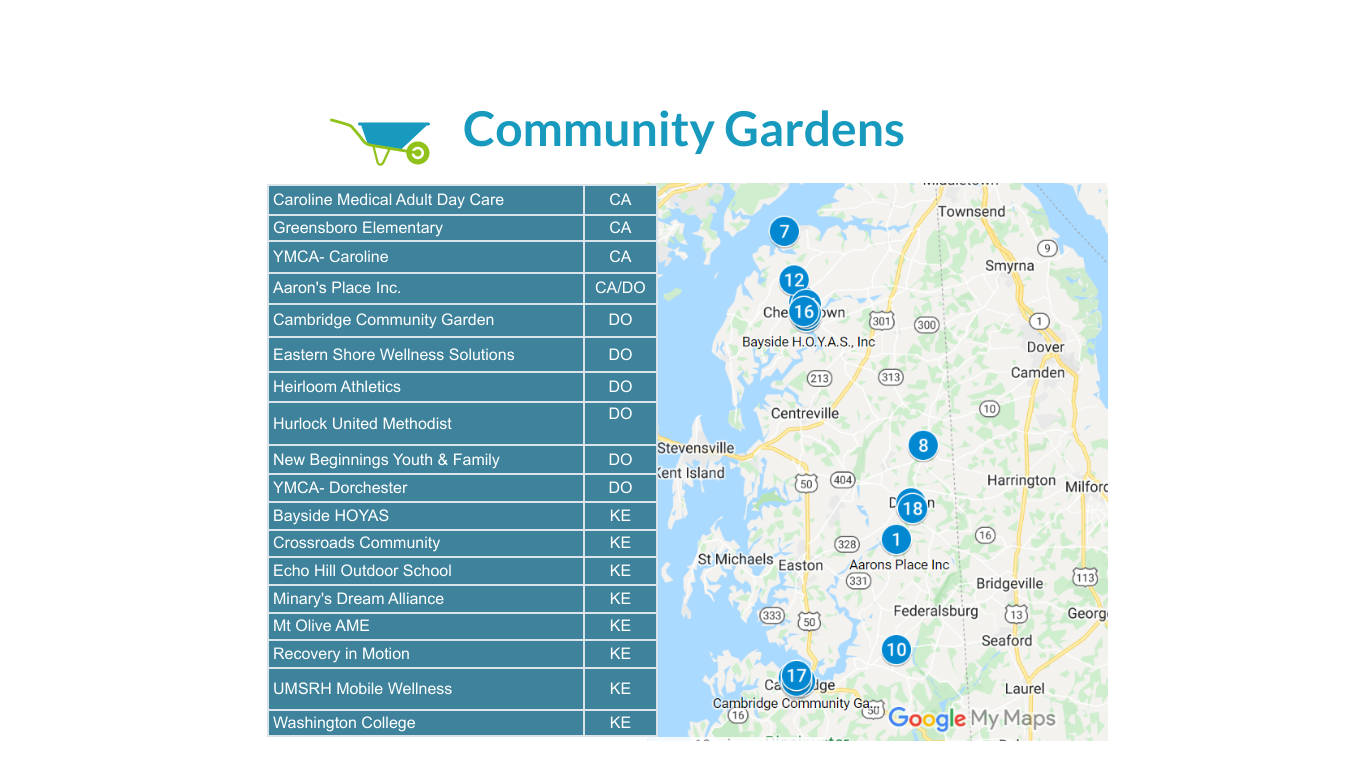 Community Gardens
Caroline Medical Adult Day Care CA
Greensboro Elementary CA
YMCA- Caroline CA
Aaron's Place Inc. CA/DO
Cambridge Community Garden DO
Eastern Shore Wellness Solutions DO
Heirloom Athletics DO
Hurlock United Methodist DO
New Beginnings Youth & Family DO
YMCA- Dorchester DO
Bayside HOYAS KE
Crossroads Community KE
Echo Hill Outdoor School KE
Minary's Dream Alliance KE
Mt Olive AME KE
Recovery in Motion KE
UMSRH Mobile Wellness KE
Washington College KE
Middletown
Townsend
7
9
Smyrna
12
16
301
300
1
Bayside H.O.Y.A.S., Inc
Dover
Camden
213
313
10
Centreville
8
Stevensville
Kent Island
50
404
Harrington
Milford
18
16
1
328
St Michaels
Easton
Aarons Place Inc
331
Bridgeville
113
333
50
Federalsburg
13
Georg
Seaford
10
17
Laurel
Cambridge Community Ga...
16
50
Google My Maps